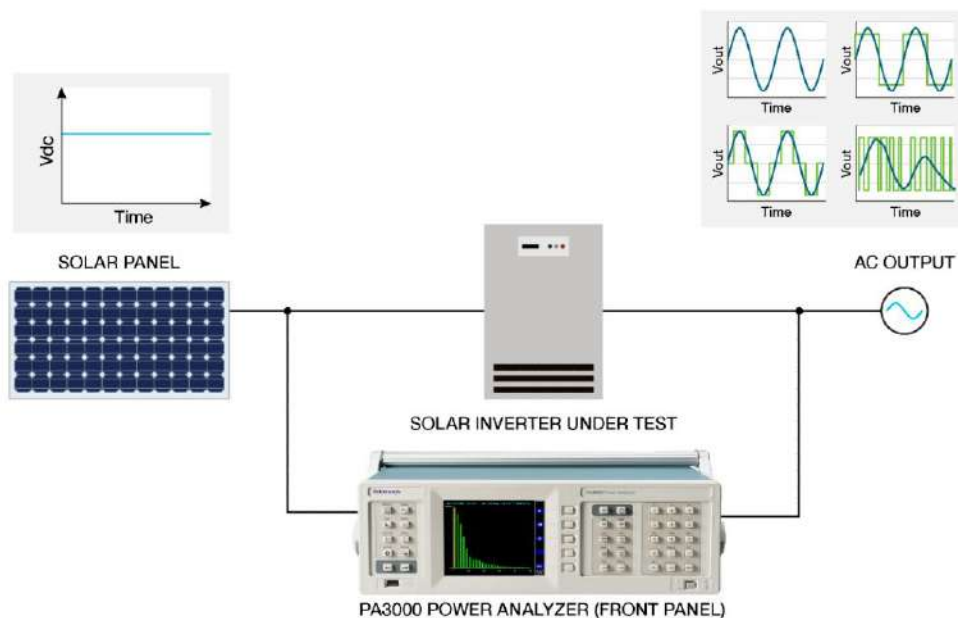 Vdc
Time
SOLAR PANEL
Vout
Time
Vout
Time
Vout
Time
Vout
Time
AC OUTPUT
SOLAR INVERTER UNDER TEST
Tektronix
PA3000 POWER ANALYZER (FRONT PANEL)